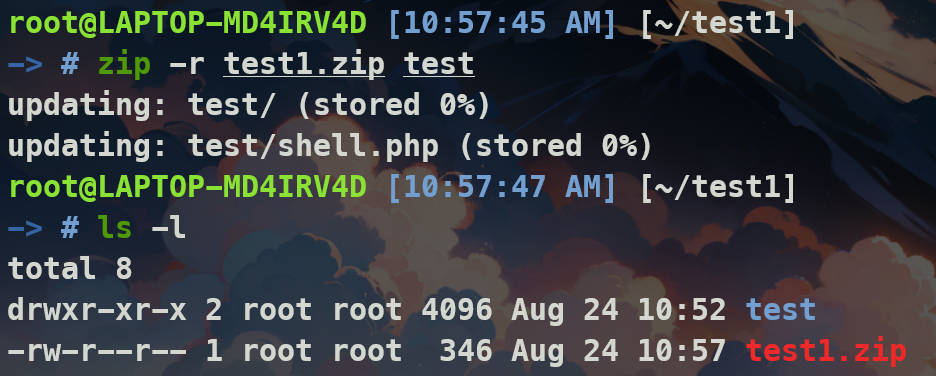 root@LAPTOP-MD4IRV4D [10:57:45 AM] [~/test1]
-> # zip -r test1.zip test
updating: test/ (stored 0%)
updating: test/shell.php (stored 0%)
root@LAPTOP-MD4IRV4D [10:57:47 AM] [~/test1]
-> # ls -l
total 8
drwxr-xr-x 2 root root 4096 Aug 24 10:52 test
-rw-r--r-- 1 root root  346 Aug 24 10:57 test1.zip